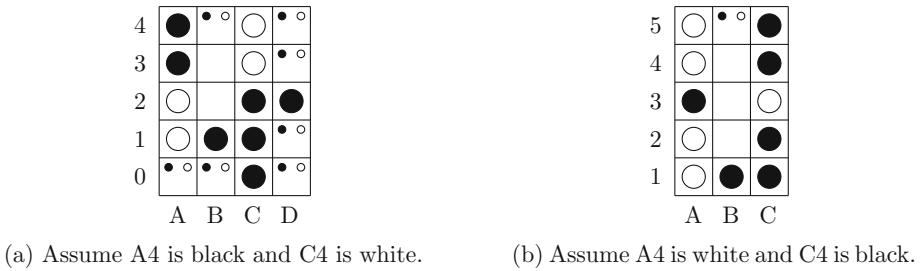 4
3
2
1
0
A B C D
(a) Assume A4 is black and C4 is white.
5
4
3
2
1
A B C
(b) Assume A4 is white and C4 is black.